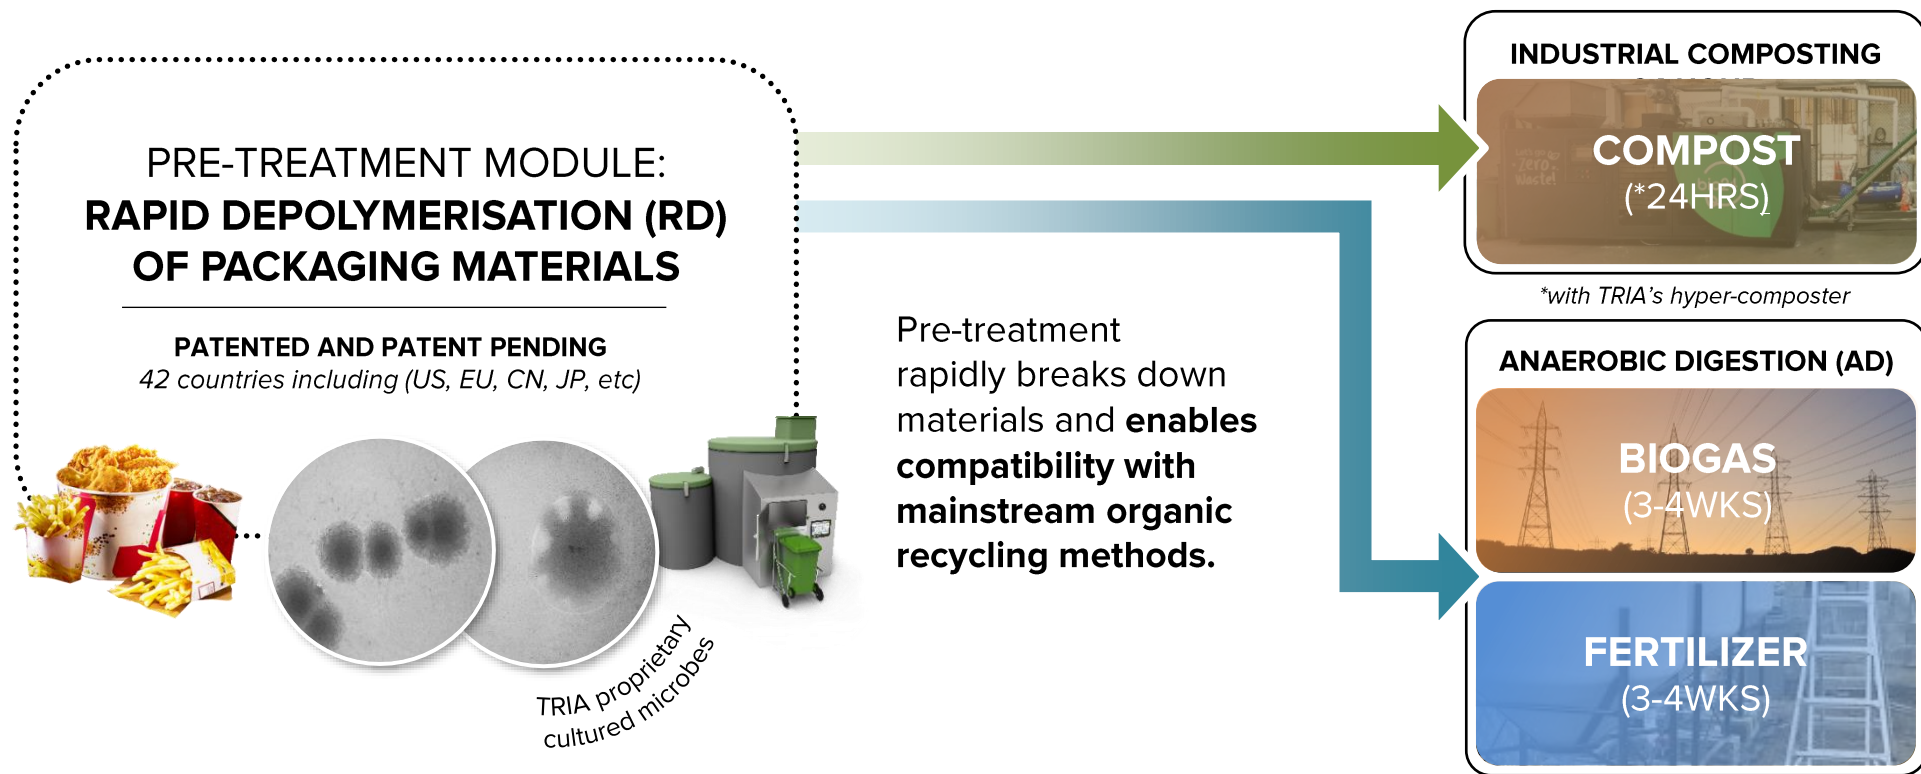 PRE-TREATMENT MODULE:
RAPID DEPOLYMERISATION (RD)
OF PACKAGING MATERIALS
PATENTED AND PATENT PENDING
42 countries including (US, EU, CN, JP, etc)
TRIA proprietary
cultured microbes
Pre-treatment
rapidly breaks down
materials and enables
compatibility with
mainstream organic
recycling methods.
INDUSTRIAL COMPOSTING
Zero
Waste!
COMPOST
(*24HRS)
*with TRIA's hyper-composter
ANAEROBIC DIGESTION (AD)
BIOGAS
(3-4WKS)
FERTILIZER
(3-4WKS)